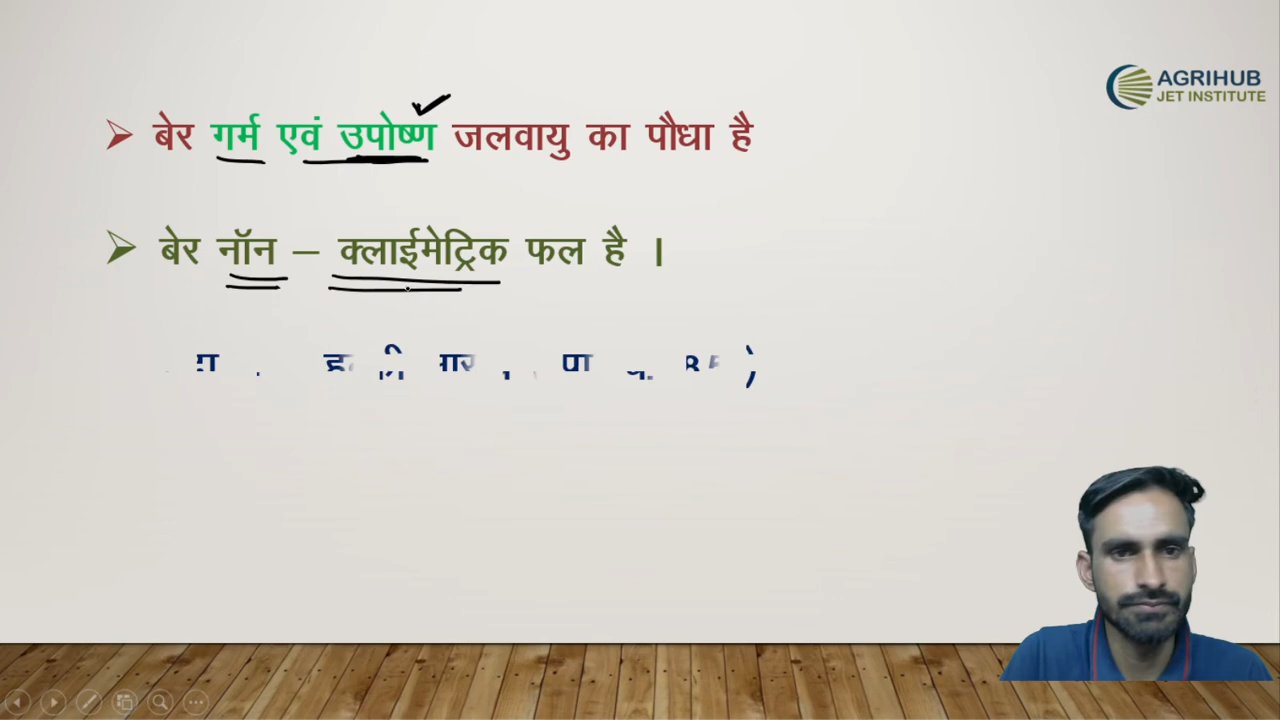 AGRIHUB
JET INSTITUTE
बेर गर्म एवं उपोष्ण जलवायु का पौधा है
बेर नॉन – क्लाईमेट्रिक फल है ।